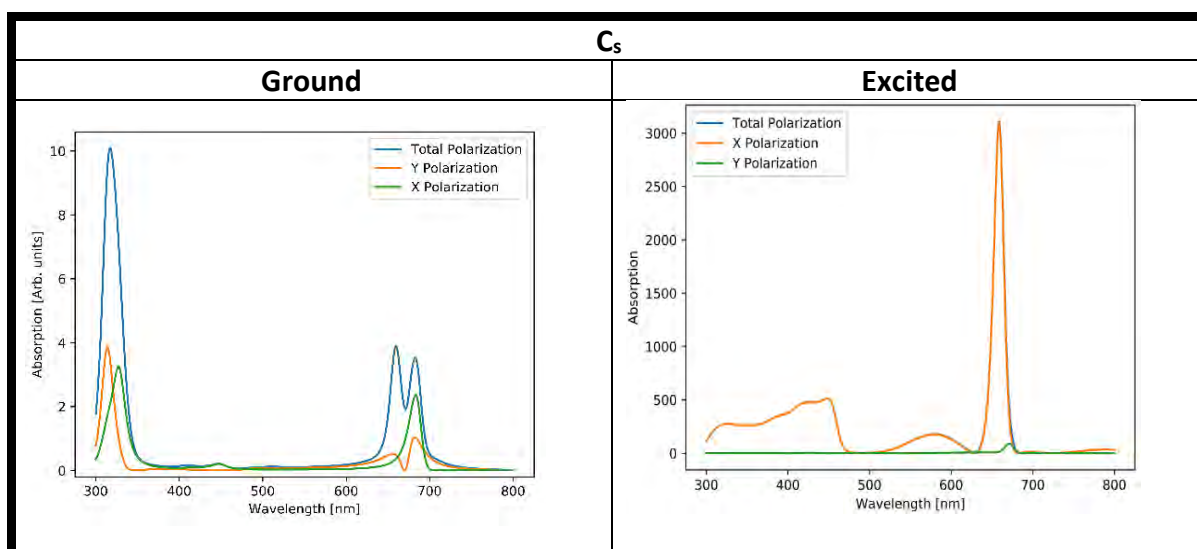 Cₛ
Ground
Excited
Total Polarization
Y Polarization
X Polarization
Absorption [Arb. units]
10
8
6
4
2
0
300 400 500 600 700 800
Wavelength [nm]
Total Polarization
X Polarization
Y Polarization
Absorption
3000
2500
2000
1500
1000
500
0
300 400 500 600 700 800
Wavelength [nm]